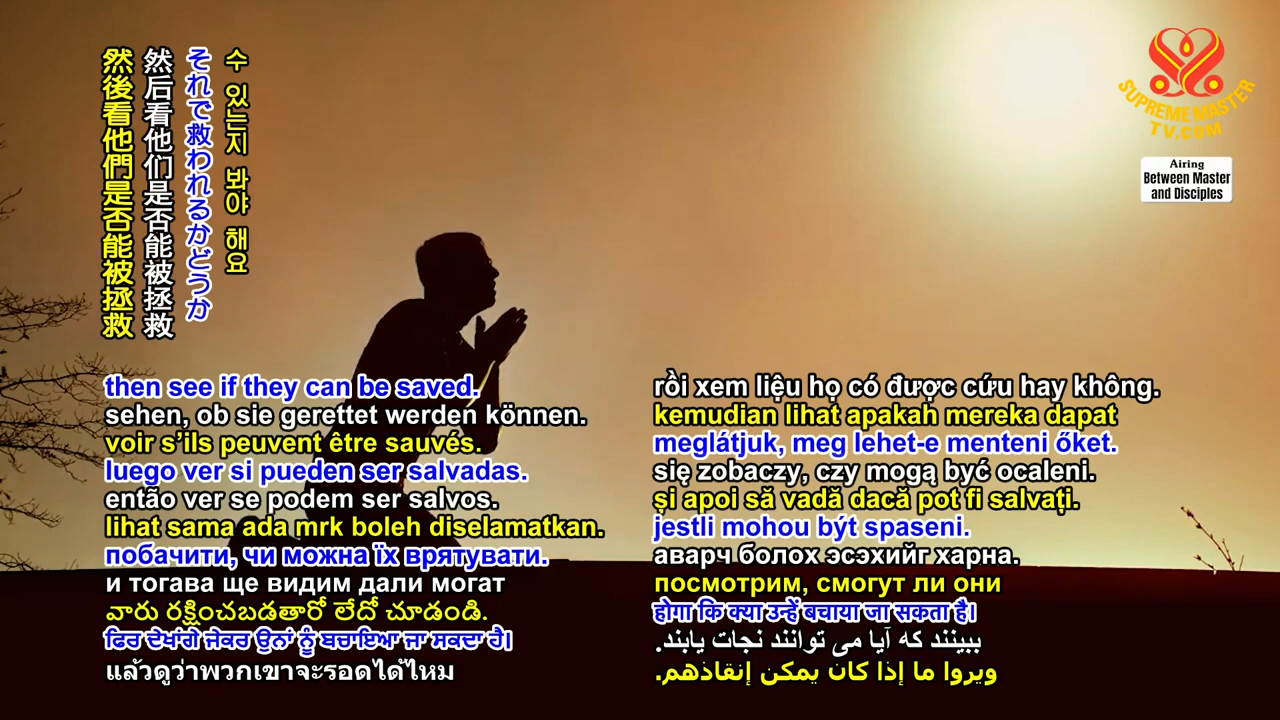 然後看他們是否能被拯救
然后看他们是否能被拯救
それで救われるかどうか
수 있는지 봐야 해요
SUPREME MASTER
TV.COM
Airing
Between Master
and Disciples
then see if they can be saved.
sehen, ob sie gerettet werden können.
voir s’ils peuvent être sauvés.
luego ver si pueden ser salvadas.
então ver se podem ser salvos.
lihat sama ada mrk boleh diselamatkan.
побачити, чи можна їх врятувати.
и тогава ще видим дали могат
వారు రక్షించబడతారో లేదో చూడండి.
ਫਿਰ ਦੇਖਾਂਗੇ ਜੇਕਰ ਉਨਾਂ ਨੂੰ ਬਚਾਇਆ ਜਾ ਸਕਦਾ ਹੈ।
แล้วดูว่าพวกเขาจะรอดได้ไหม
rồi xem liệu họ có được cứu hay không.
kemudian lihat apakah mereka dapat
meglátjuk, meg lehet-e menteni őket.
się zobaczy, czy mogą być ocaleni.
și apoi să vadă dacă pot fi salvați.
jestli mohou být spaseni.
аварч болох эсэхийг харна.
посмотрим, смогут ли они
होगा कि क्या उन्हें बचाया जा सकता है।
ببینند که آیا می توانند نجات یابند.
ويروا ما إذا كان يمكن إنقاذهم.